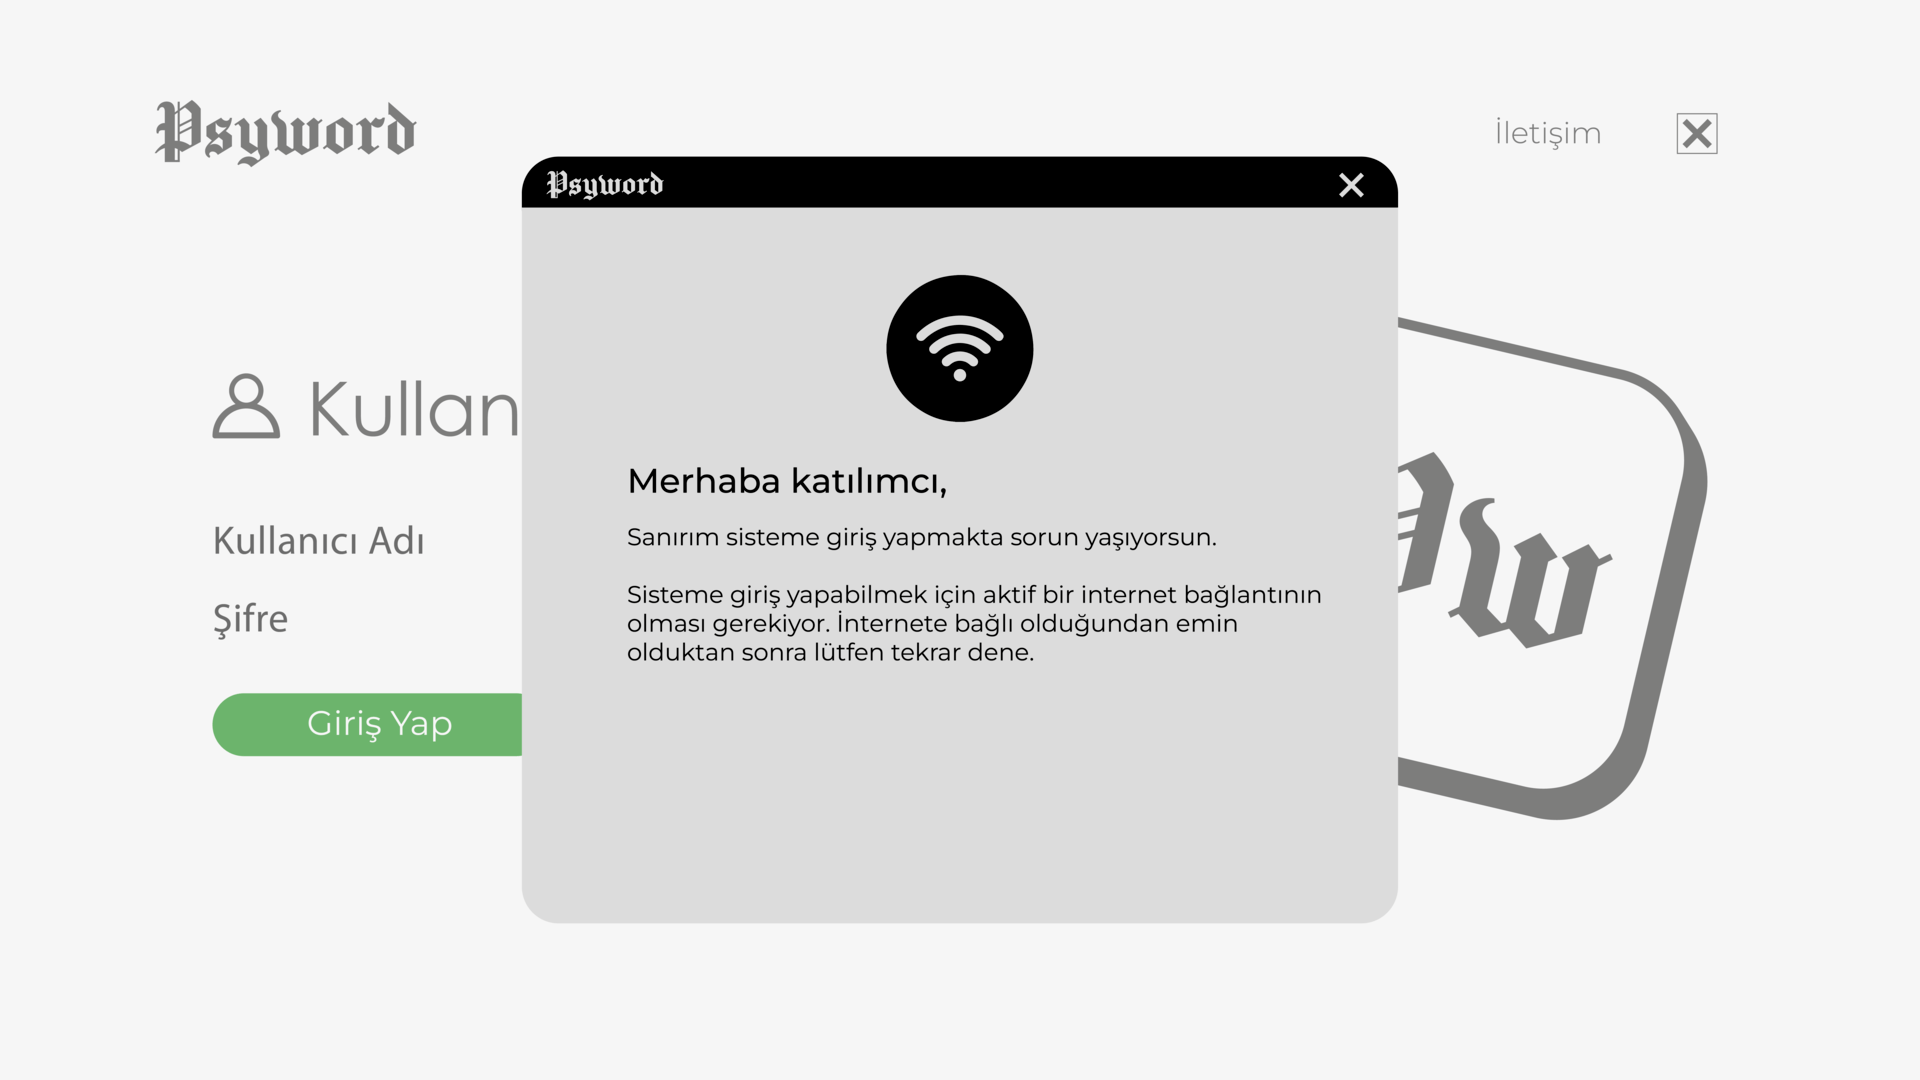 Psyword
İletişim
Psyword
Kullan
Merhaba katılımcı,
Sanırım sisteme giriş yapmakta sorun yaşıyorsun.
Kullanıcı Adı
Sisteme giriş yapabilmek için aktif bir internet bağlantının
olması gerekiyor. İnternete bağlı olduğundan emin
olduktan sonra lütfen tekrar dene.
Şifre
Giriş Yap
Pw